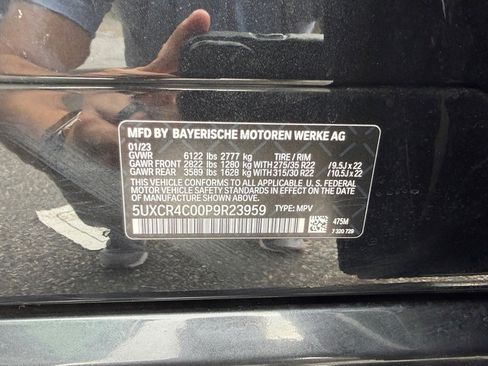 MFD BY BAYERISCHE MOTOREN WERKE AG
01/23
GVWR 6122 lbs 2777 kg TIRE / RIM
GAWR FRONT 2822 lbs 1280 kg WITH 275/35 R22 /9.5J x 22
GAWR REAR 3589 lbs 1628 kg WITH 315/30 R22 /10.5J x 22
THIS VEHICLE CONFORMS TO ALL APPLICABLE U. S. FEDERAL
MOTOR VEHICLE SAFETY STANDARDS IN EFFECT ON THE
DATE OF MANUFACTURE SHOWN ABOVE.
5UXCR4C00P9R23959 TYPE: MPV
475M
7 320 729